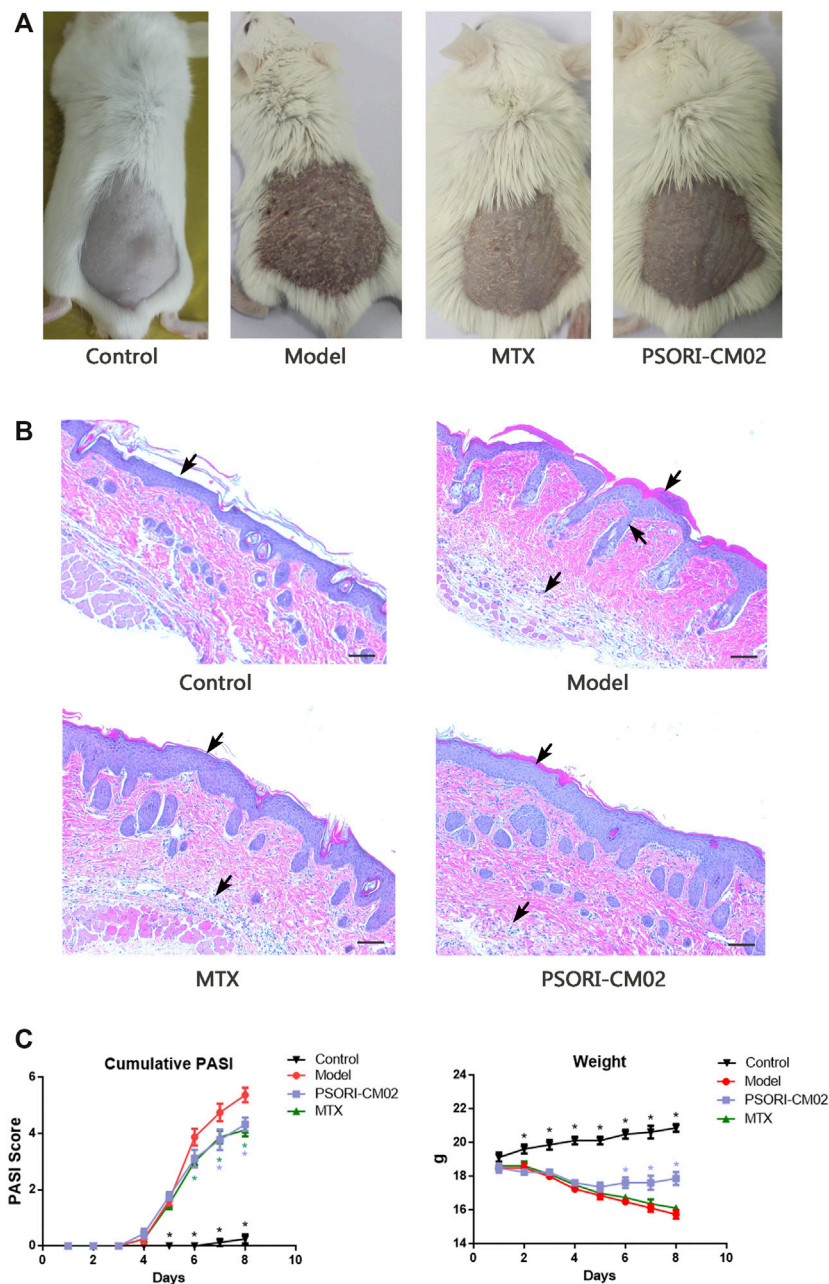 A
Control Model MTX PSORI-CM02
B
Control Model
MTX PSORI-CM02
C
Cumulative PASI
Control
Model
PSORI-CM02
MTX
PASI Score
6
4
2
0
0 2 4 6 8 10
* * * *
* * *
* *
Days
Weight
Control
Model
PSORI-CM02
MTX
g
24
22
20
18
16
14
* * * * * * *
* * *
0 2 4 6 8 10
Days